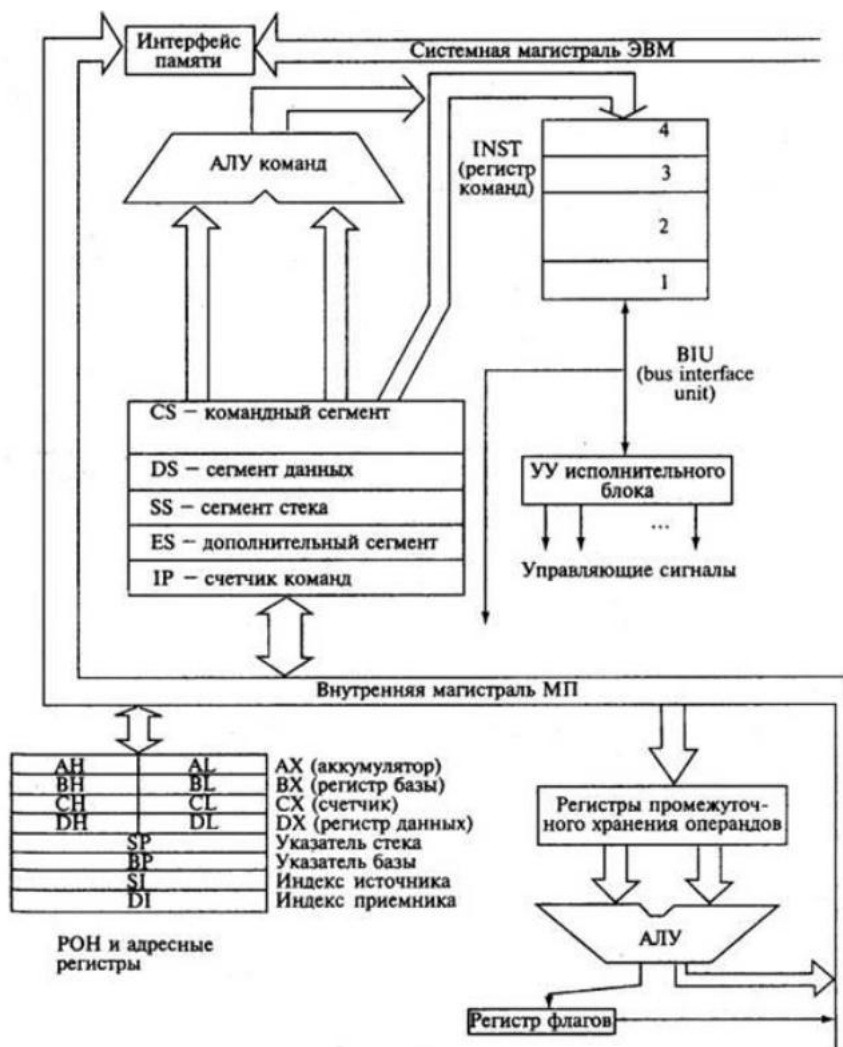 Интерфейс
памяти
Системная магистраль ЭВМ
АЛУ команд
INST
(регистр
команд)
4
3
2
1
BIU
(bus interface
unit)
CS – командный сегмент
DS – сегмент данных
SS – сегмент стека
ES – дополнительный сегмент
IP – счетчик команд
УУ исполнительного
блока
...
Управляющие сигналы
Внутренняя магистраль МП
AH AL AX (аккумулятор)
BH BL BX (регистр базы)
CH CL CX (счетчик)
DH DL DX (регистр данных)
SP Указатель стека
BP Указатель базы
SI Индекс источника
DI Индекс приемника
РОН и адресные
регистры
Регистры промежуточ-
ного хранения операндов
АЛУ
Регистр флагов